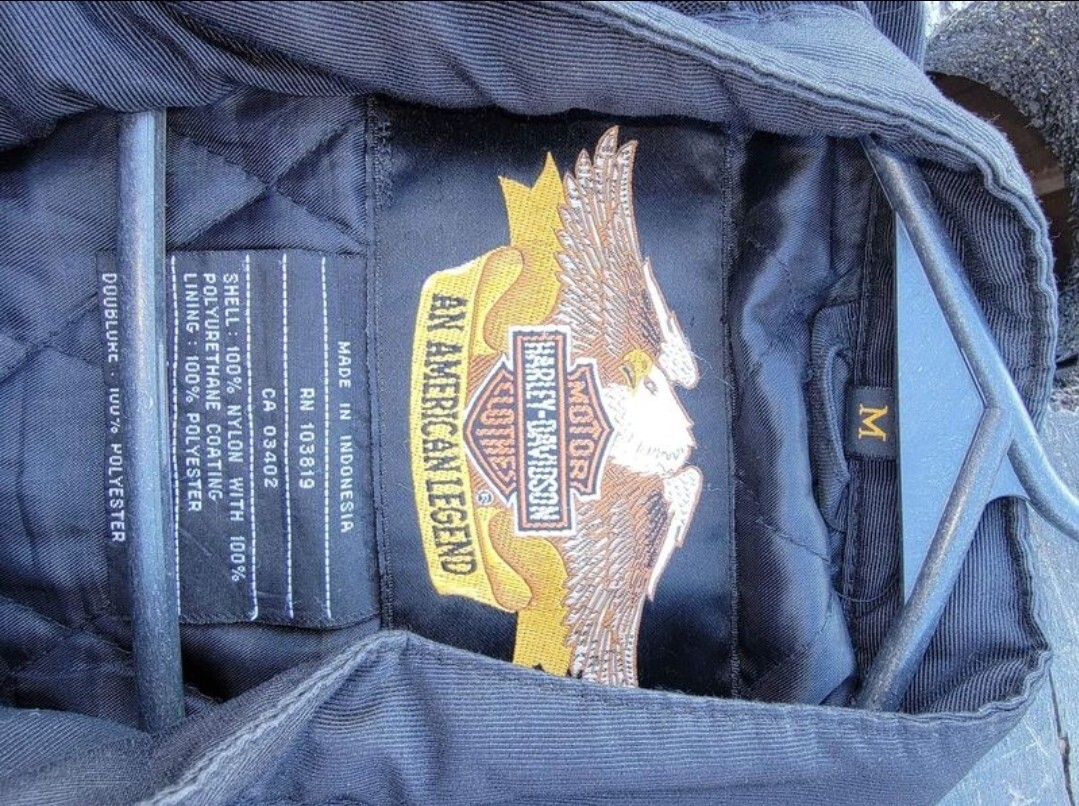 M
MOTOR
HARLEY-DAVIDSON
CLOTHES
®
AN AMERICAN LEGEND
MADE IN INDONESIA
RN 103819
CA 03402
SHELL : 100% NYLON WITH 100%
POLYURETHANE COATING
LINING : 100% POLYESTER
DOUBLURE : 100% POLYESTER